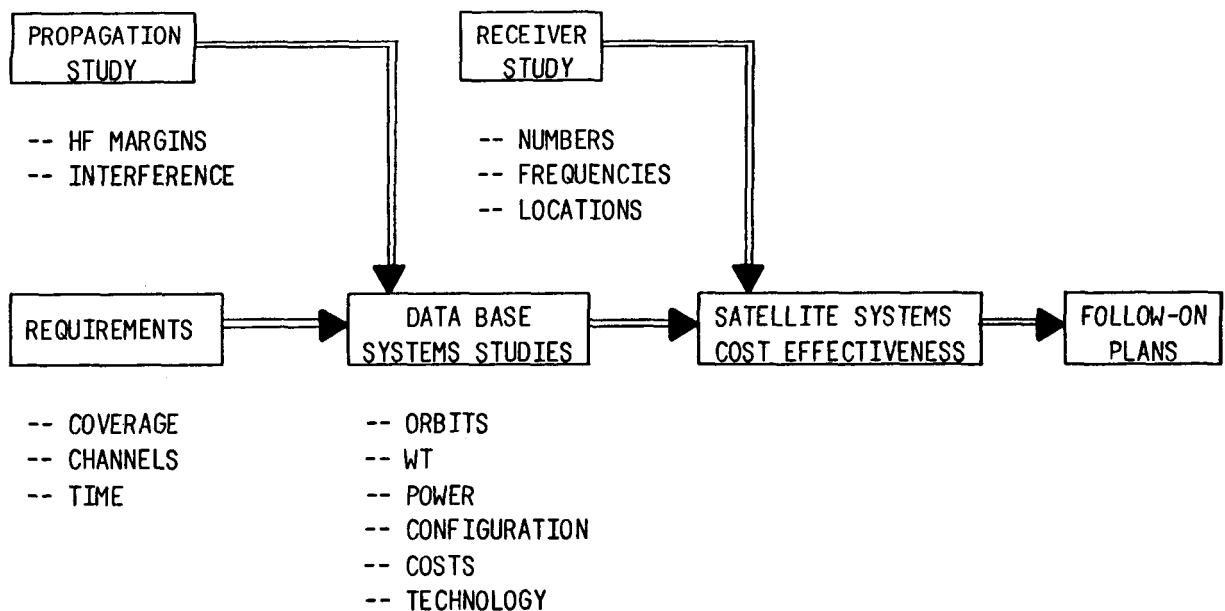 PROPAGATION
STUDY
-- HF MARGINS
-- INTERFERENCE
RECEIVER
STUDY
-- NUMBERS
-- FREQUENCIES
-- LOCATIONS
REQUIREMENTS
-- COVERAGE
-- CHANNELS
-- TIME
DATA BASE
SYSTEMS STUDIES
-- ORBITS
-- WT
-- POWER
-- CONFIGURATION
-- COSTS
-- TECHNOLOGY
SATELLITE SYSTEMS
COST EFFECTIVENESS
FOLLOW-ON
PLANS